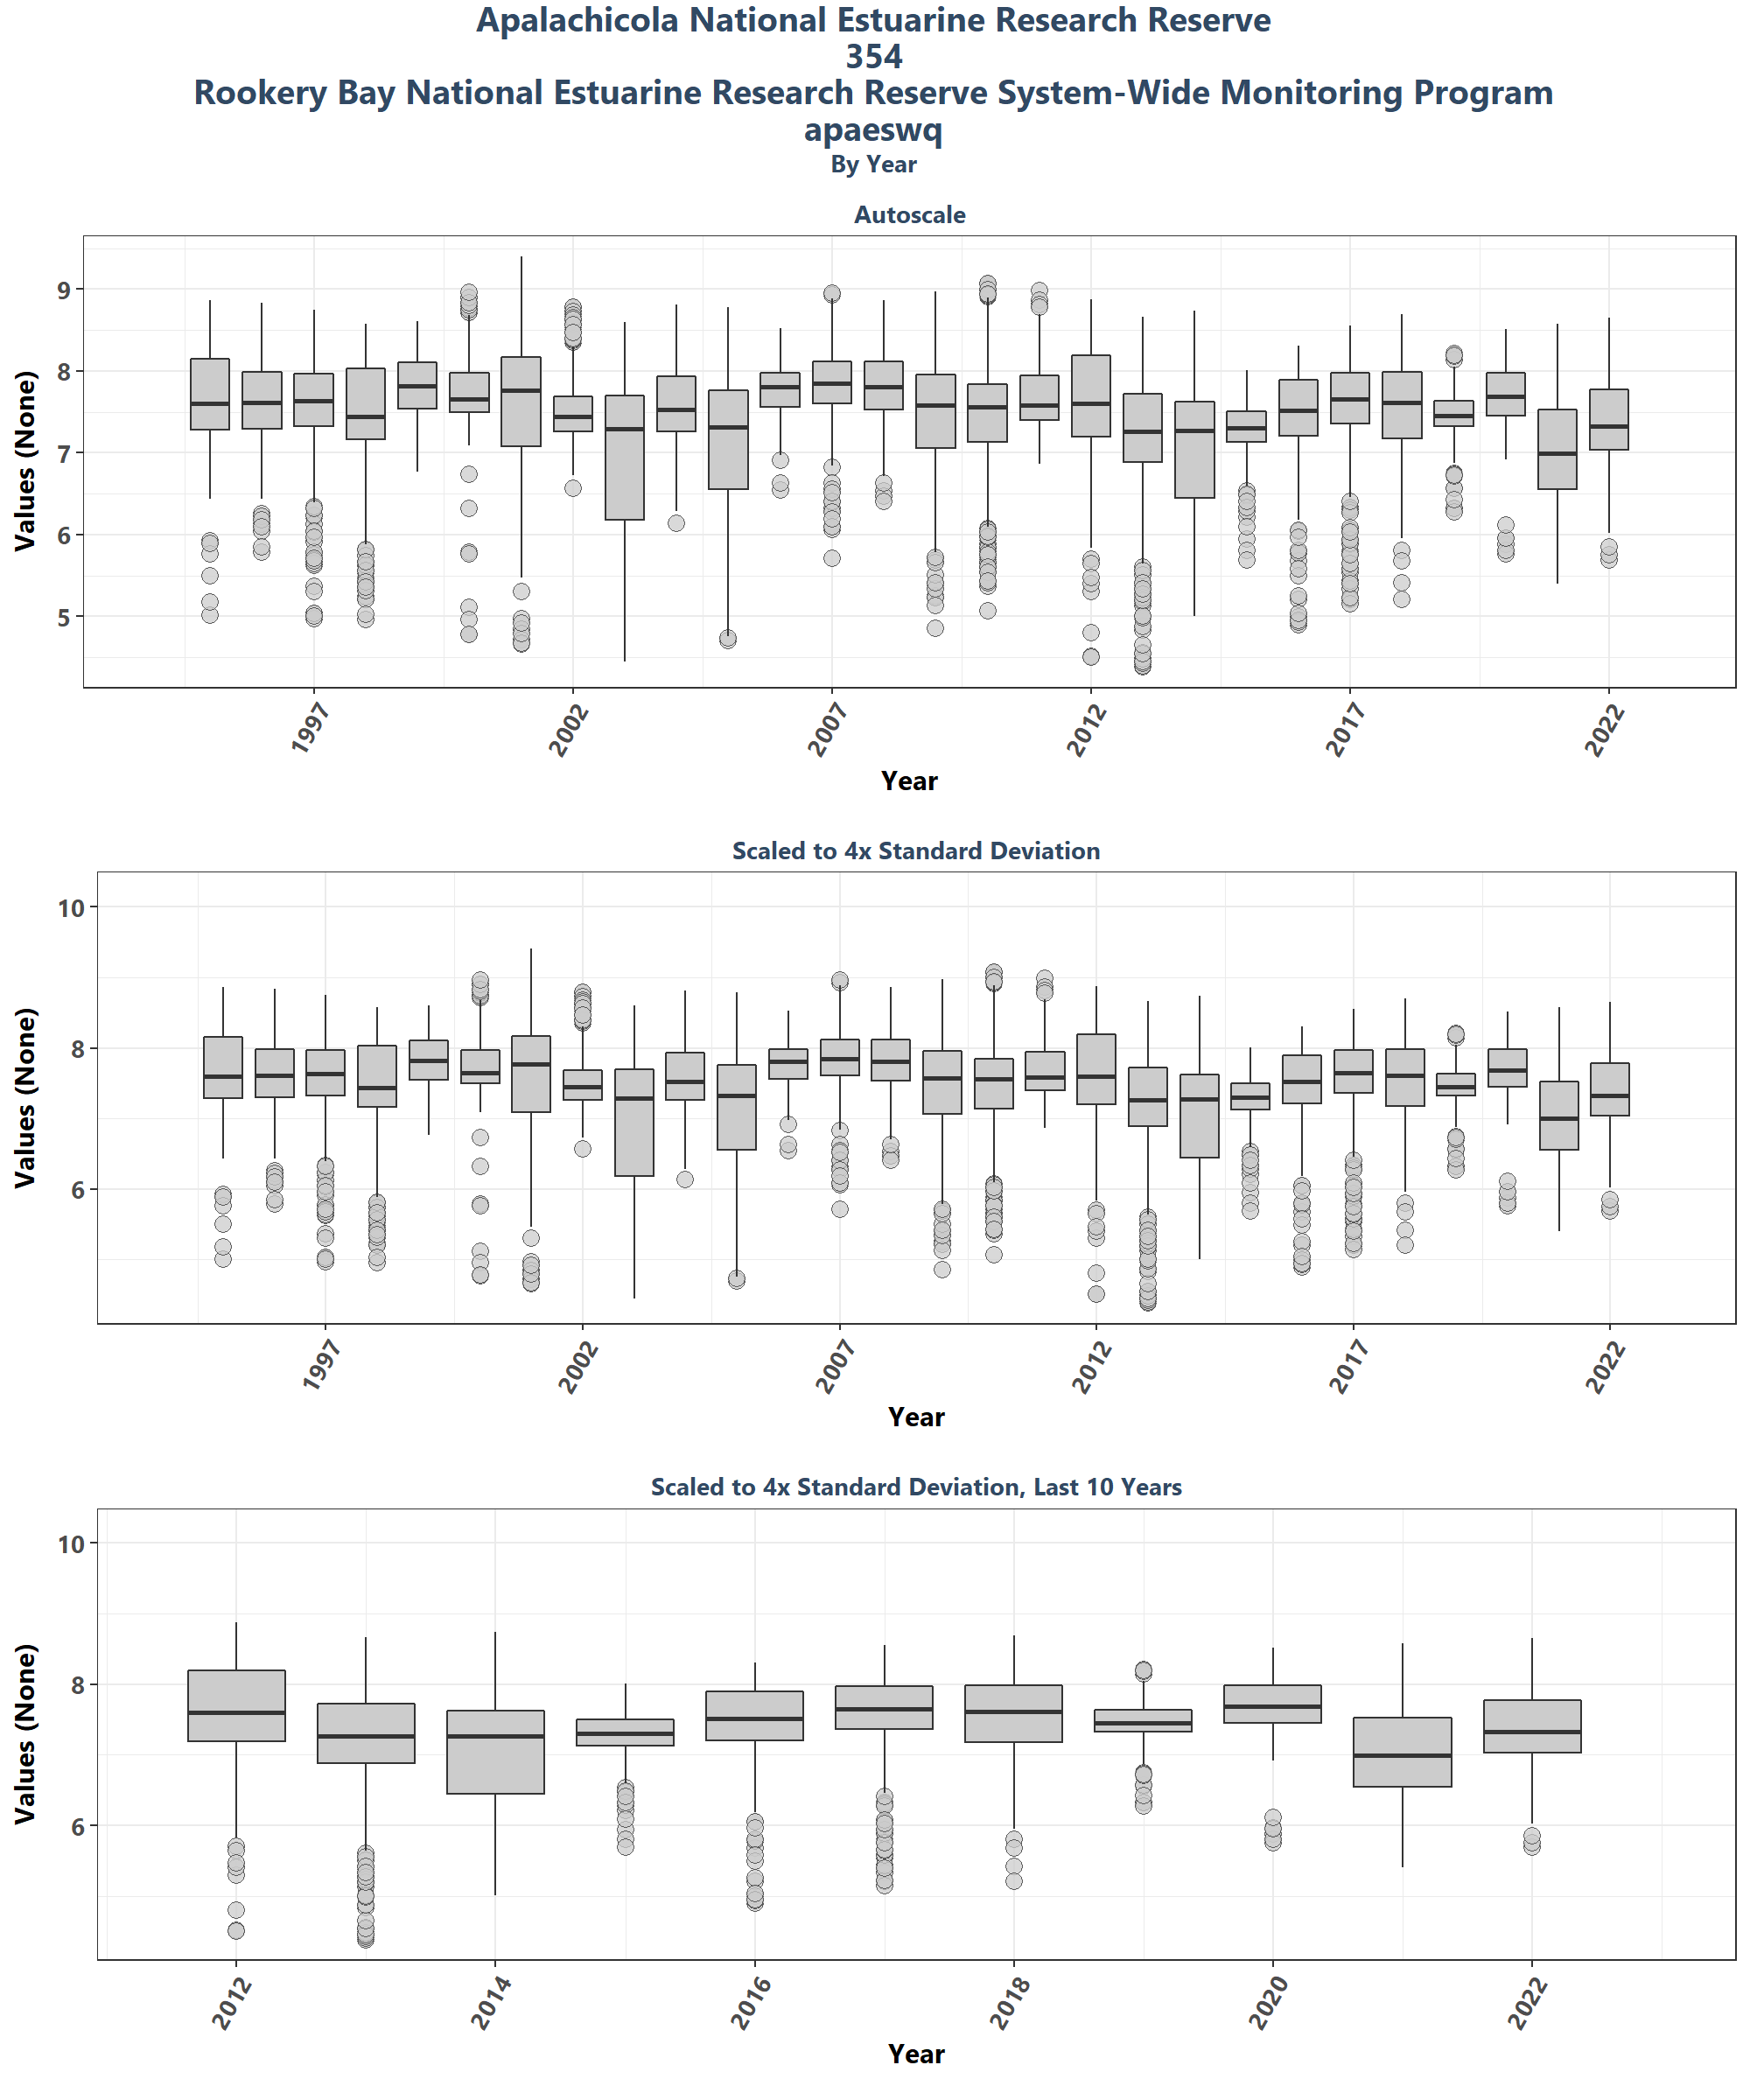 Apalachicola National Estuarine Research Reserve
354
Rookery Bay National Estuarine Research Reserve System-Wide Monitoring Program
apaeswq
By Year
Autoscale
Values (None)
9
8
7
6
5
1997
2002
2007
2012
2017
2022
Year
Scaled to 4x Standard Deviation
Values (None)
10
8
6
1997
2002
2007
2012
2017
2022
Year
Scaled to 4x Standard Deviation, Last 10 Years
Values (None)
10
8
6
2012
2014
2016
2018
2020
2022
Year